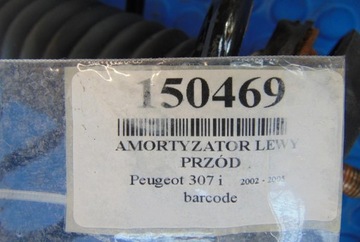 150469
AMORTYZATOR LEWY
PRZÓD
Peugeot 307 i 2002 -
barcode